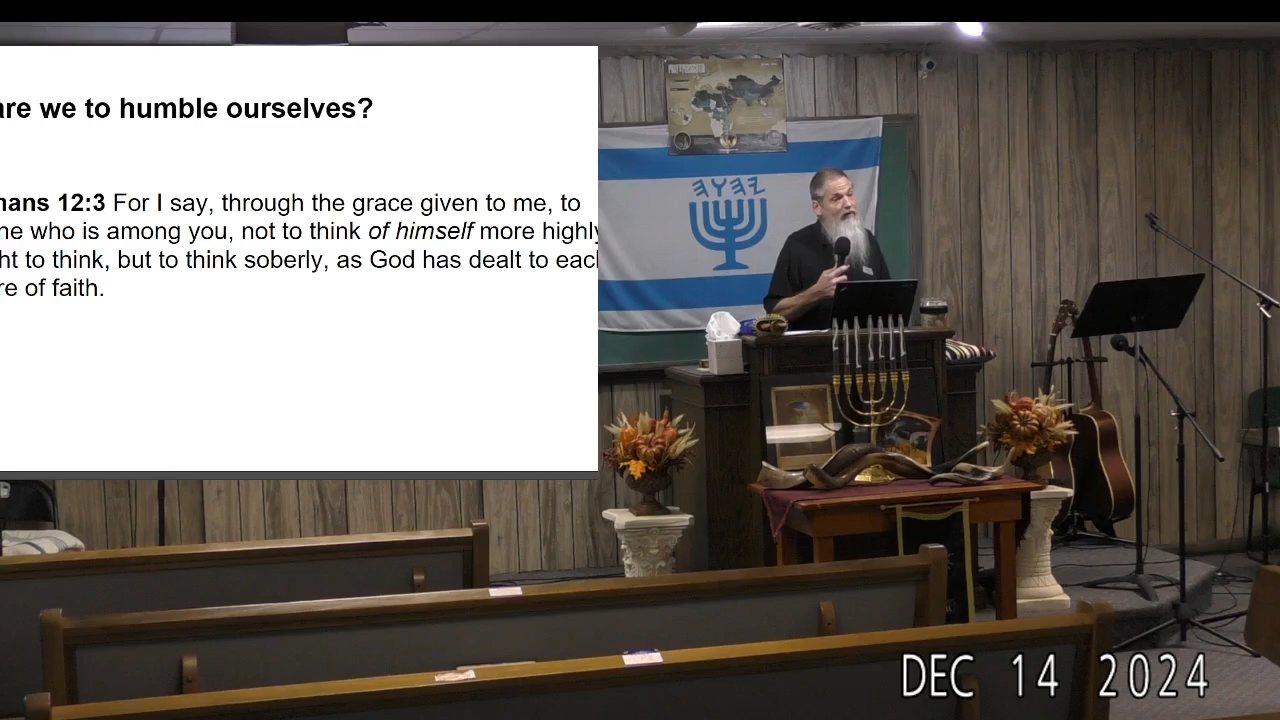 are we to humble ourselves?
mans 12:3 For I say, through the grace given to me, to
ne who is among you, not to think of himself more highly
ht to think, but to think soberly, as God has dealt to each
re of faith.
𐤉𐤄𐤅𐤄
DEC 14 2024